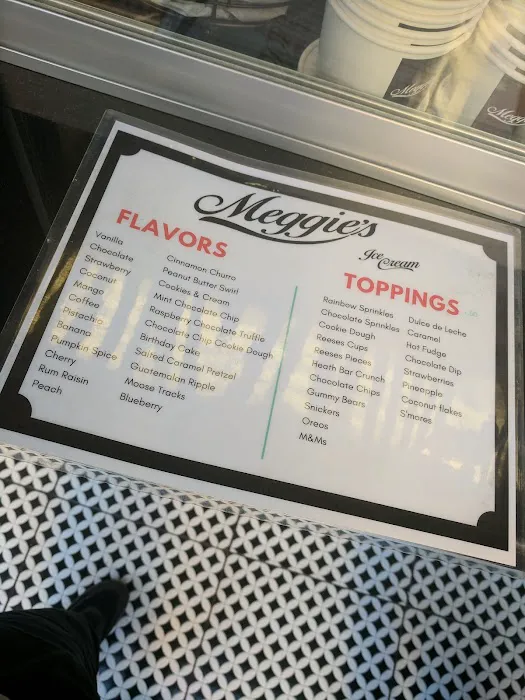 Meggie's
Ice Cream
FLAVORS
Vanilla
Chocolate
Strawberry
Coconut
Mango
Coffee
Pistachio
Banana
Pumpkin Spice
Cherry
Rum Raisin
Peach
Cinnamon Churro
Peanut Butter Swirl
Cookies & Cream
Mint Chocolate Chip
Raspberry Chocolate Truffle
Chocolate Chip Cookie Dough
Birthday Cake
Salted Caramel Pretzel
Guatemalan Ripple
Moose Tracks
Blueberry
TOPPINGS
Rainbow Sprinkles
Chocolate Sprinkles
Cookie Dough
Reeses Cups
Reeses Pieces
Heath Bar Crunch
Chocolate Chips
Gummy Bears
Snickers
Oreos
M&Ms
Dulce de Leche
Caramel
Hot Fudge
Chocolate Dip
Strawberries
Pineapple
Coconut flakes
S'mores